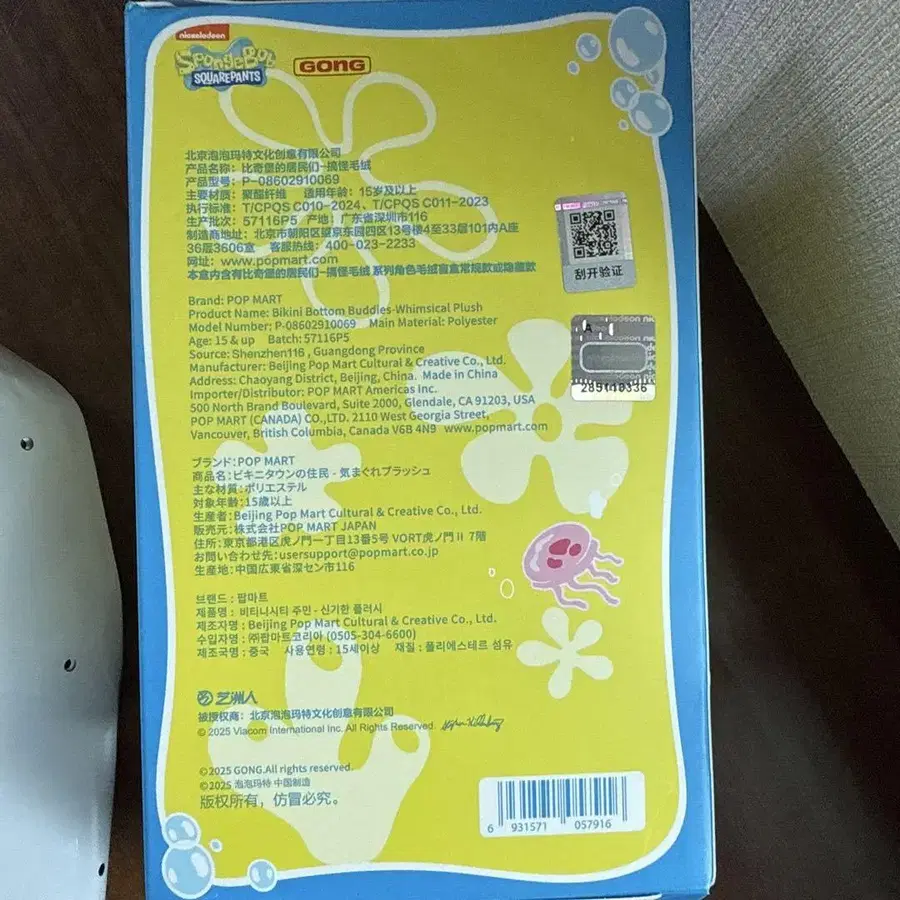 nickelodeon
SpongeBob
SQUAREPANTS
GONG
北京泡泡玛特文化创意有限公司
产品名称：比奇堡的居民们-搞怪毛绒
产品型号：P-08602910069
主要材质：聚酯纤维 适用年龄：15岁及以上
执行标准：T/CPQS C010-2024、T/CPQS C011-2023
生产批次：57116P5 产地：广东省深圳市116
制造商地址：北京市朝阳区望京东园四区13号楼4至33层101内A座
36层3606室 客服热线：400-023-2233
网址：www.popmart.com
本盒内含有比奇堡的居民们-搞怪毛绒 系列角色毛绒盲盒常规款或隐藏款
刮开验证
Brand: POP MART
Product Name: Bikini Bottom Buddies-Whimsical Plush
Model Number: P-08602910069 Main Material: Polyester
Age: 15 & up Batch: 57116P5
Source: Shenzhen116 , Guangdong Province
Manufacturer: Beijing Pop Mart Cultural & Creative Co., Ltd.
Address: Chaoyang District, Beijing, China. Made in China
Importer/Distributor: POP MART Americas Inc.
500 North Brand Boulevard, Suite 2000, Glendale, CA 91203, USA
POP MART (CANADA) CO.,LTD. 2110 West Georgia Street,
Vancouver, British Columbia, Canada V6B 4N9 www.popmart.com
ブランド：POP MART
商品名：ビキニタウンの住民 - 気まぐれプラッシュ
主な材質：ポリエステル
対象年齢：15歳以上
生産者：Beijing Pop Mart Cultural & Creative Co., Ltd.
販売元：株式会社POP MART JAPAN
住所：東京都港区虎ノ門一丁目13番5号 VORT虎ノ門 II 7階
お問い合わせ先：usersupport@popmart.co.jp
生産地：中国広東省深セン市116
브랜드 : 팝마트
제품명 : 비티니시티 주민 - 신기한 플러시
제조자명 : Beijing Pop Mart Cultural & Creative Co., Ltd.
수입자명 : ㈜팝마트코리아 (0505-304-6600)
제조국명 : 중국 사용연령 : 15세이상 재질 : 폴리에스테르 섬유
艺洲人
被授权商：北京泡泡玛特文化创意有限公司
© 2025 Viacom International Inc. All Rights Reserved.
©2025 GONG.All rights reserved.
©2025 泡泡玛特 中国制造
版权所有，仿冒必究。
6 931571 057916